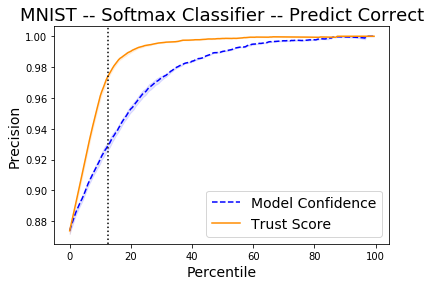 MNIST -- Softmax Classifier -- Predict Correct
1.00
0.98
0.96
0.94
0.92
0.90
0.88
Precision
Model Confidence
Trust Score
0 20 40 60 80 100
Percentile